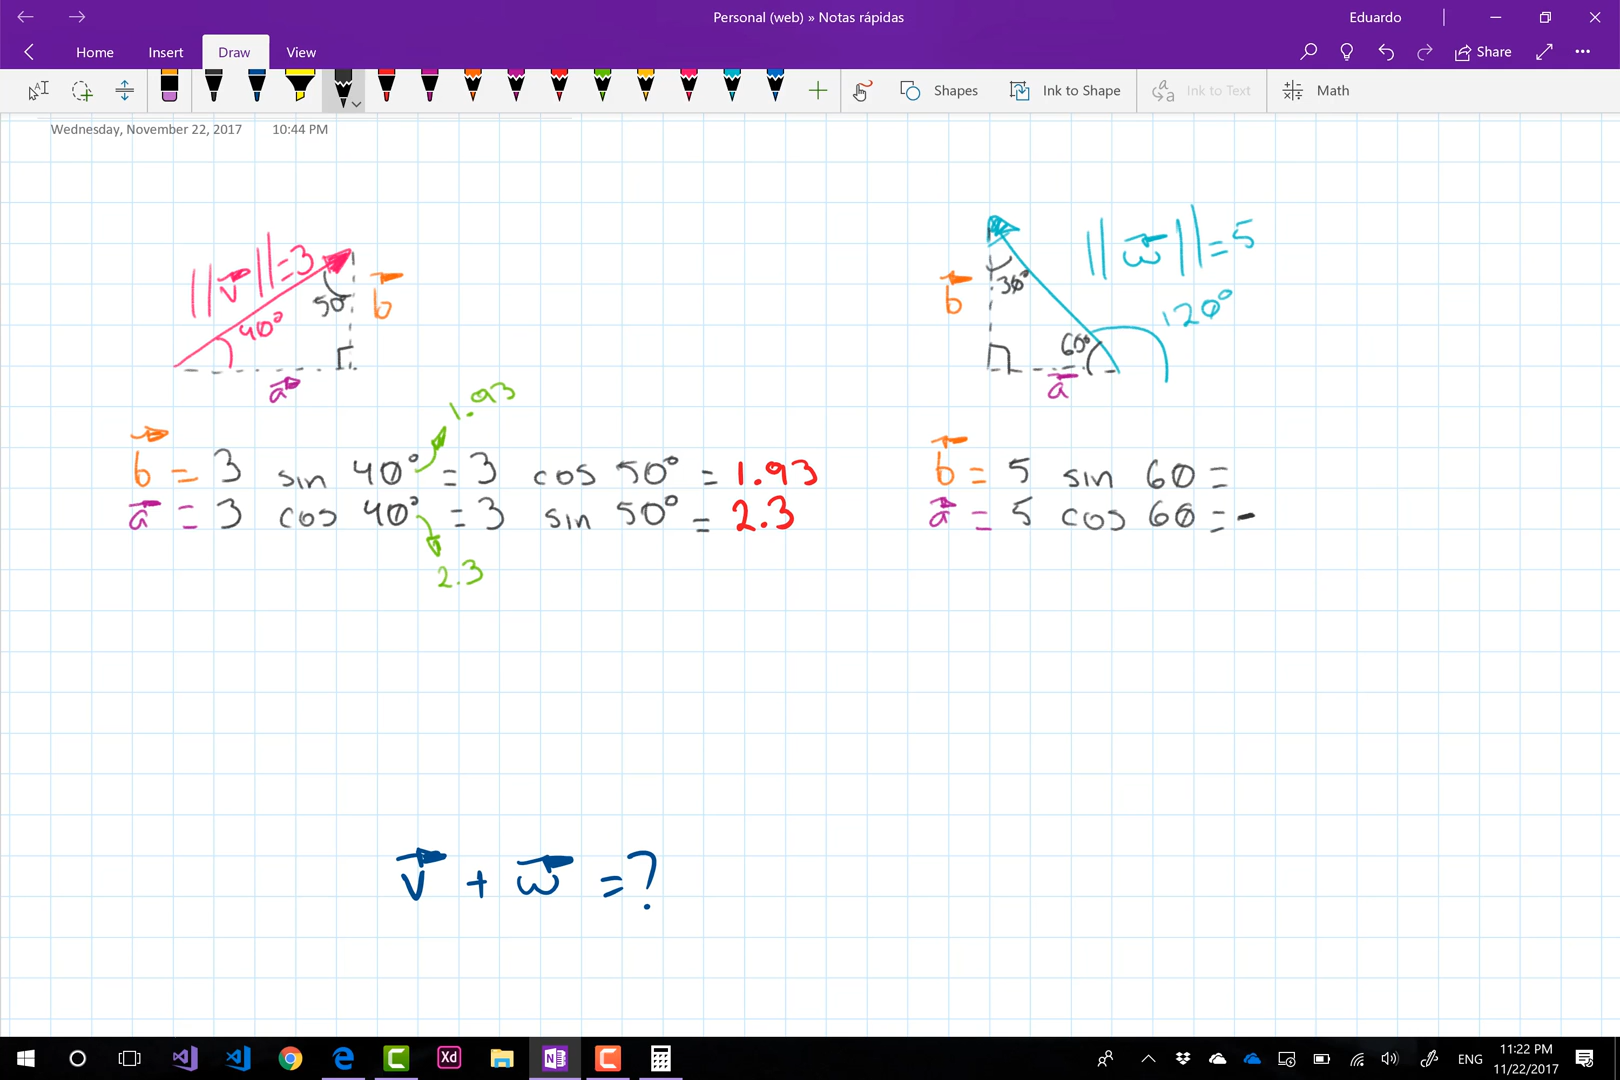 Personal (web) » Notas rápidas
Eduardo
Home Insert Draw View
Share
Shapes
Ink to Shape
Ink to Text
Math
Wednesday, November 22, 2017 10:44 PM
||v||=3
40°
50°
b
a
||w||=5
30°
120°
60°
b
a
1.93
b = 3 sin 40° = 3 cos 50° = 1.93
a = 3 cos 40° = 3 sin 50° = 2.3
2.3
b = 5 sin 60 =
a = 5 cos 60 = -
v + w = ?
Xd
N
ENG
11:22 PM
11/22/2017